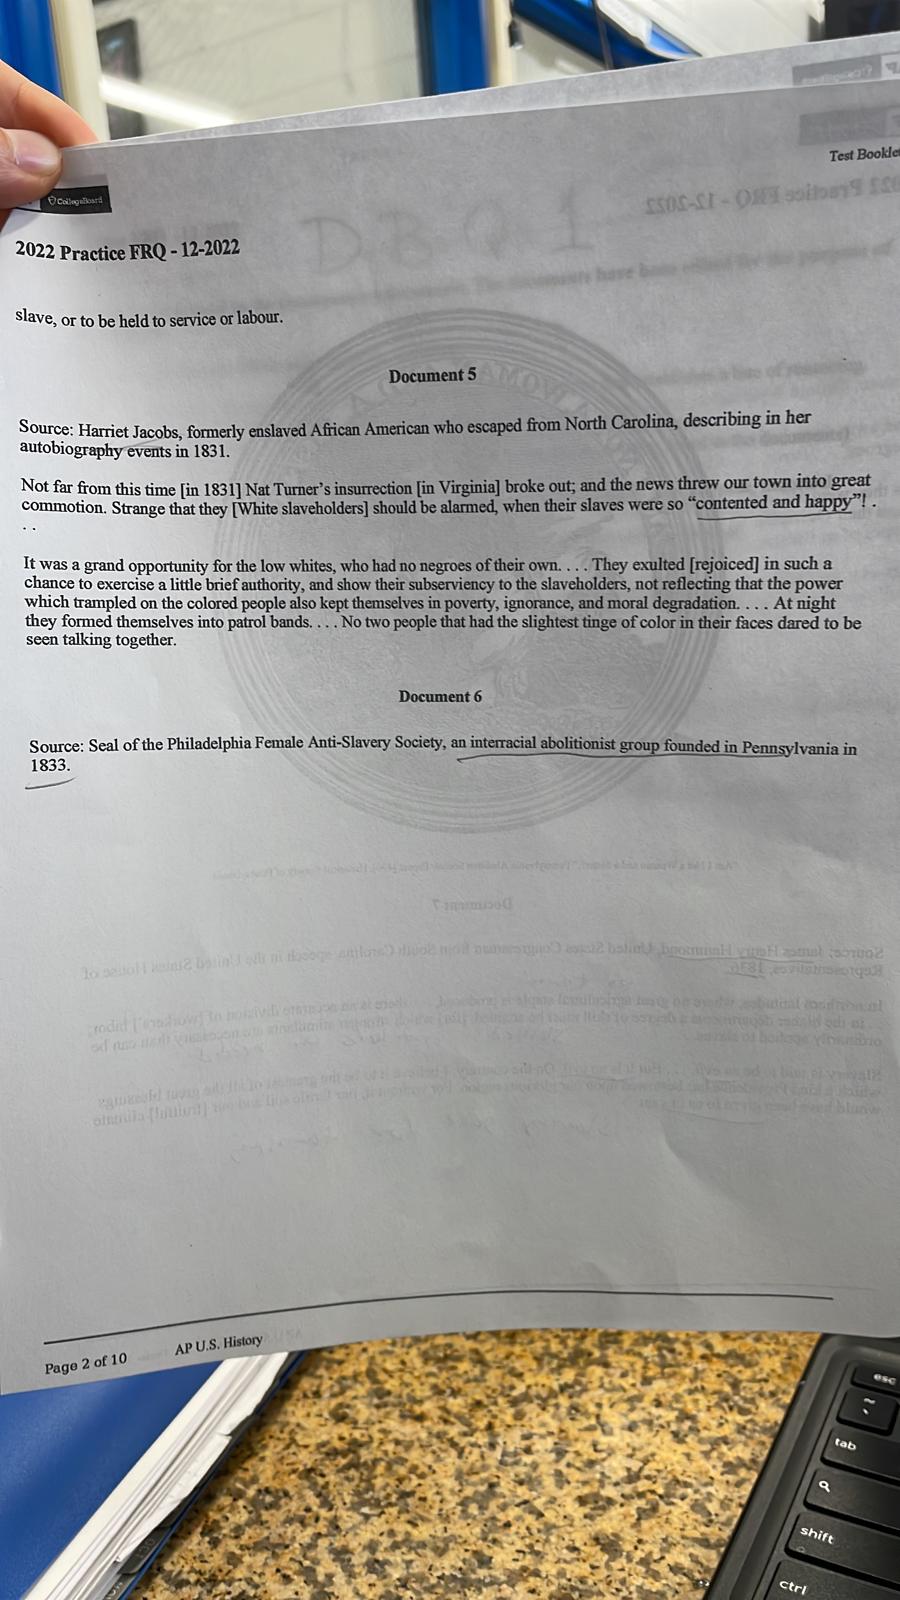 Test Booklet
CollegeBoard
2022 Practice FRQ - 12-2022
slave, or to be held to service or labour.
Document 5
Source: Harriet Jacobs, formerly enslaved African American who escaped from North Carolina, describing in her
autobiography events in 1831.
Not far from this time [in 1831] Nat Turner’s insurrection [in Virginia] broke out; and the news threw our town into great
commotion. Strange that they [White slaveholders] should be alarmed, when their slaves were so “contented and happy”! .
. .
It was a grand opportunity for the low whites, who had no negroes of their own. . . . They exulted [rejoiced] in such a
chance to exercise a little brief authority, and show their subserviency to the slaveholders, not reflecting that the power
which trampled on the colored people also kept themselves in poverty, ignorance, and moral degradation. . . . At night
they formed themselves into patrol bands. . . . No two people that had the slightest tinge of color in their faces dared to be
seen talking together.
Document 6
Source: Seal of the Philadelphia Female Anti-Slavery Society, an interracial abolitionist group founded in Pennsylvania in
1833.
Page 2 of 10
AP U.S. History
esc
~
`
tab
shift
ctrl